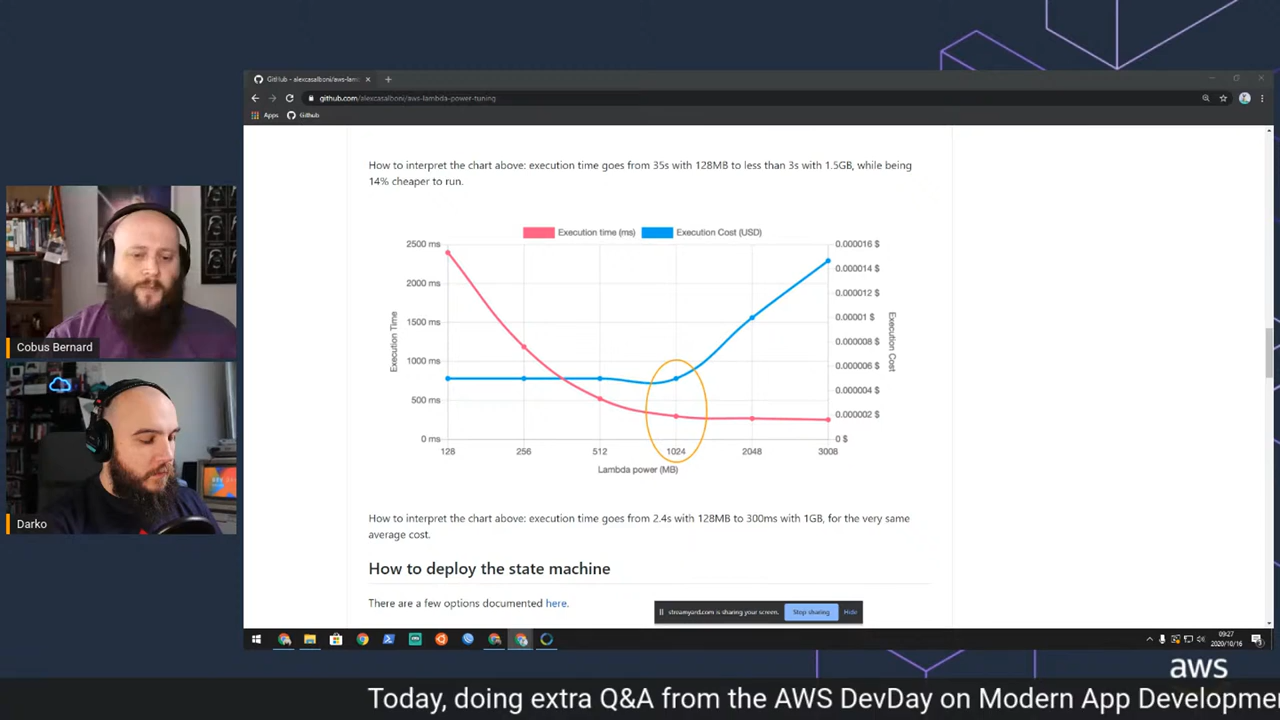 GitHub - alexcasalboni/aws-lam
github.com/alexcasalboni/aws-lambda-power-tuning
Apps
Github
How to interpret the chart above: execution time goes from 35s with 128MB to less than 3s with 1.5GB, while being
14% cheaper to run.
Execution time (ms)
Execution Cost (USD)
2500 ms
2000 ms
1500 ms
1000 ms
500 ms
0 ms
Execution Time
0.000016 $
0.000014 $
0.000012 $
0.00001 $
0.000008 $
0.000006 $
0.000004 $
0.000002 $
0 $
Execution Cost
128 256 512 1024 2048 3008
Lambda power (MB)
How to interpret the chart above: execution time goes from 2.4s with 128MB to 300ms with 1GB, for the very same
average cost.
How to deploy the state machine
There are a few options documented here.
streamyard.com is sharing your screen.
Stop sharing
Hide
09:27
2020/10/16
Cobus Bernard
Darko
aws
Today, doing extra Q&A from the AWS DevDay on Modern App Developme